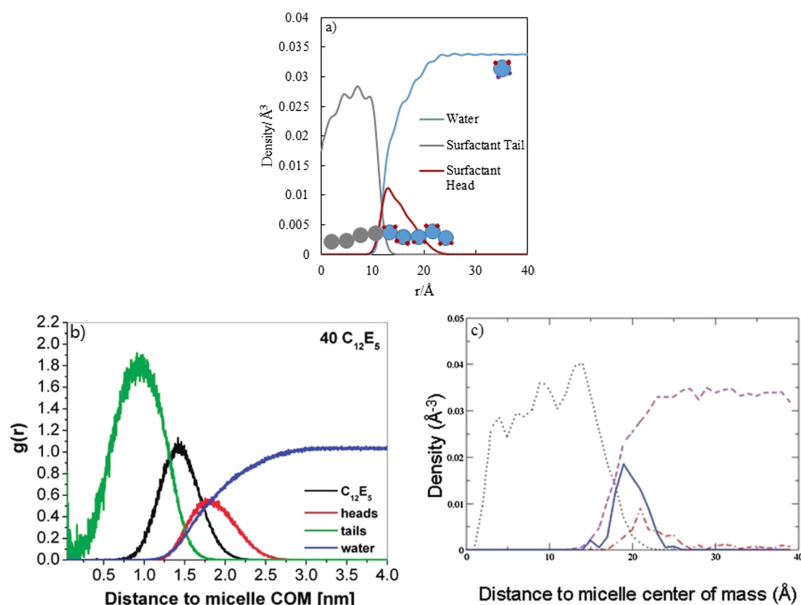 a)
0.04
0.035
0.03
0.025
0.02
0.015
0.01
0.005
0
Density/ Å³
Water
Surfactant Tail
Surfactant
Head
0 10 20 30 40
r/Å
b)
40 C₁₂E₅
2.2
2.0
1.8
1.6
1.4
1.2
1.0
0.8
0.6
0.4
0.2
0.0
g(r)
C₁₂E₅
heads
tails
water
0.5 1.0 1.5 2.0 2.5 3.0 3.5 4.0
Distance to micelle COM [nm]
c)
0.05
0.04
0.03
0.02
0.01
0
Density (Å⁻³)
0 10 20 30 40
Distance to micelle center of mass (Å)